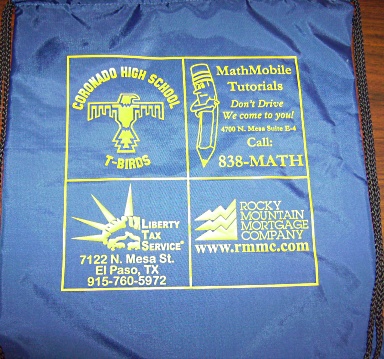 CORONADO HIGH SCHOOL
T-BIRDS
MathMobile
Tutorials
Don't Drive
We come to you!
4700 N. Mesa Suite E-4
Call:
838-MATH
LIBERTY
TAX
SERVICE®
7122 N. Mesa St.
El Paso, TX
915-760-5972
ROCKY
MOUNTAIN
MORTGAGE
COMPANY
www.rmmc.com